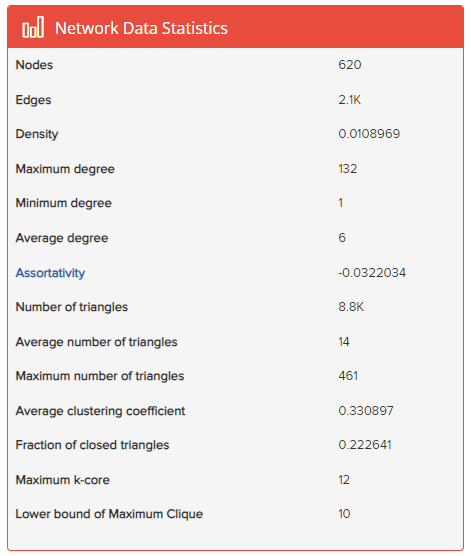 Network Data Statistics
Nodes 620
Edges 2.1K
Density 0.0108969
Maximum degree 132
Minimum degree 1
Average degree 6
Assortativity -0.0322034
Number of triangles 8.8K
Average number of triangles 14
Maximum number of triangles 461
Average clustering coefficient 0.330897
Fraction of closed triangles 0.222641
Maximum k-core 12
Lower bound of Maximum Clique 10